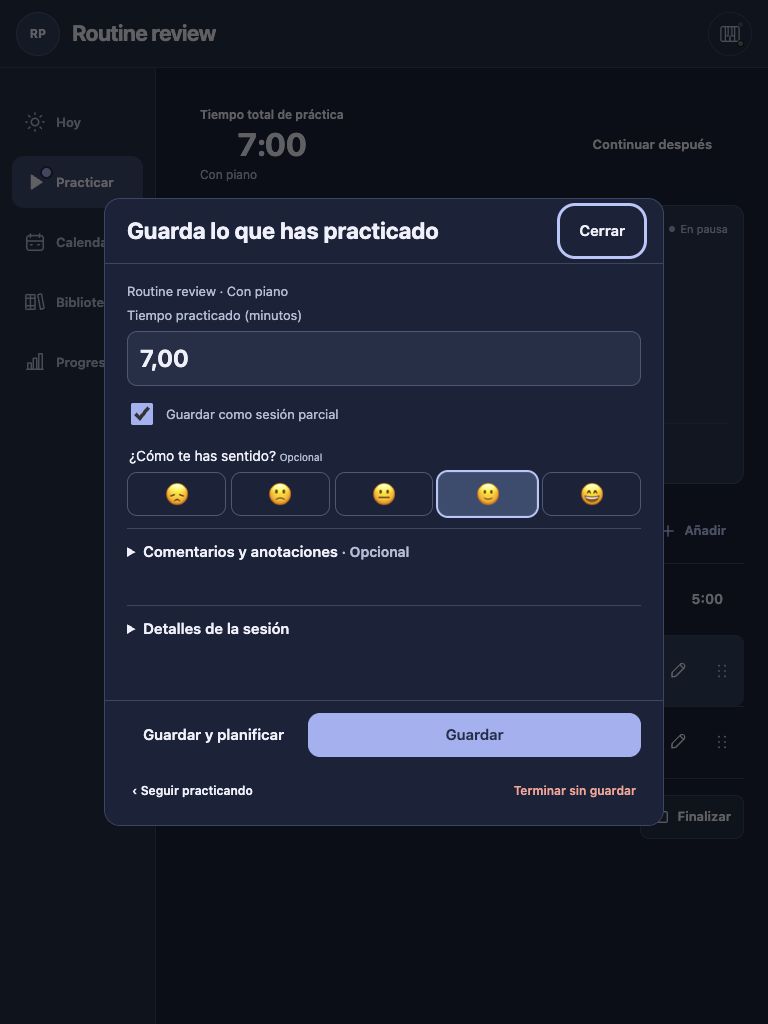 RP
Routine review
Hoy
Practicar
Calenda
Bibliote
Progres
Tiempo total de práctica
7:00
Con piano
Continuar después
En pausa
Guarda lo que has practicado
Cerrar
Routine review · Con piano
Tiempo practicado (minutos)
7,00
Guardar como sesión parcial
¿Cómo te has sentido? Opcional
Comentarios y anotaciones · Opcional
Detalles de la sesión
Guardar y planificar
Guardar
‹ Seguir practicando
Terminar sin guardar
+ Añadir
5:00
Finalizar